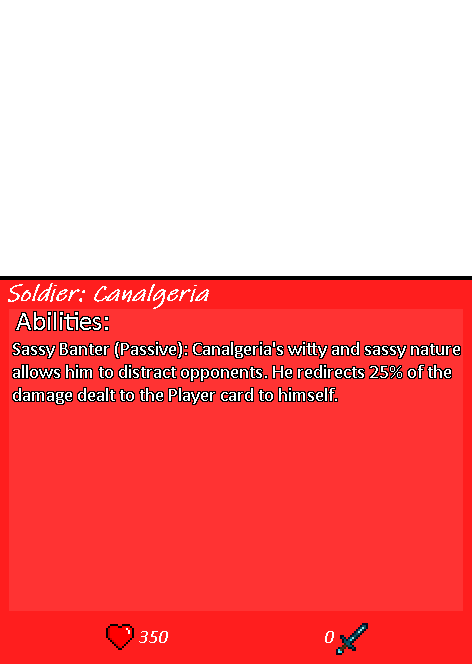 Soldier: Canalgeria
Abilities:
Sassy Banter (Passive): Canalgeria's witty and sassy nature
allows him to distract opponents. He redirects 25% of the
damage dealt to the Player card to himself.
350
0